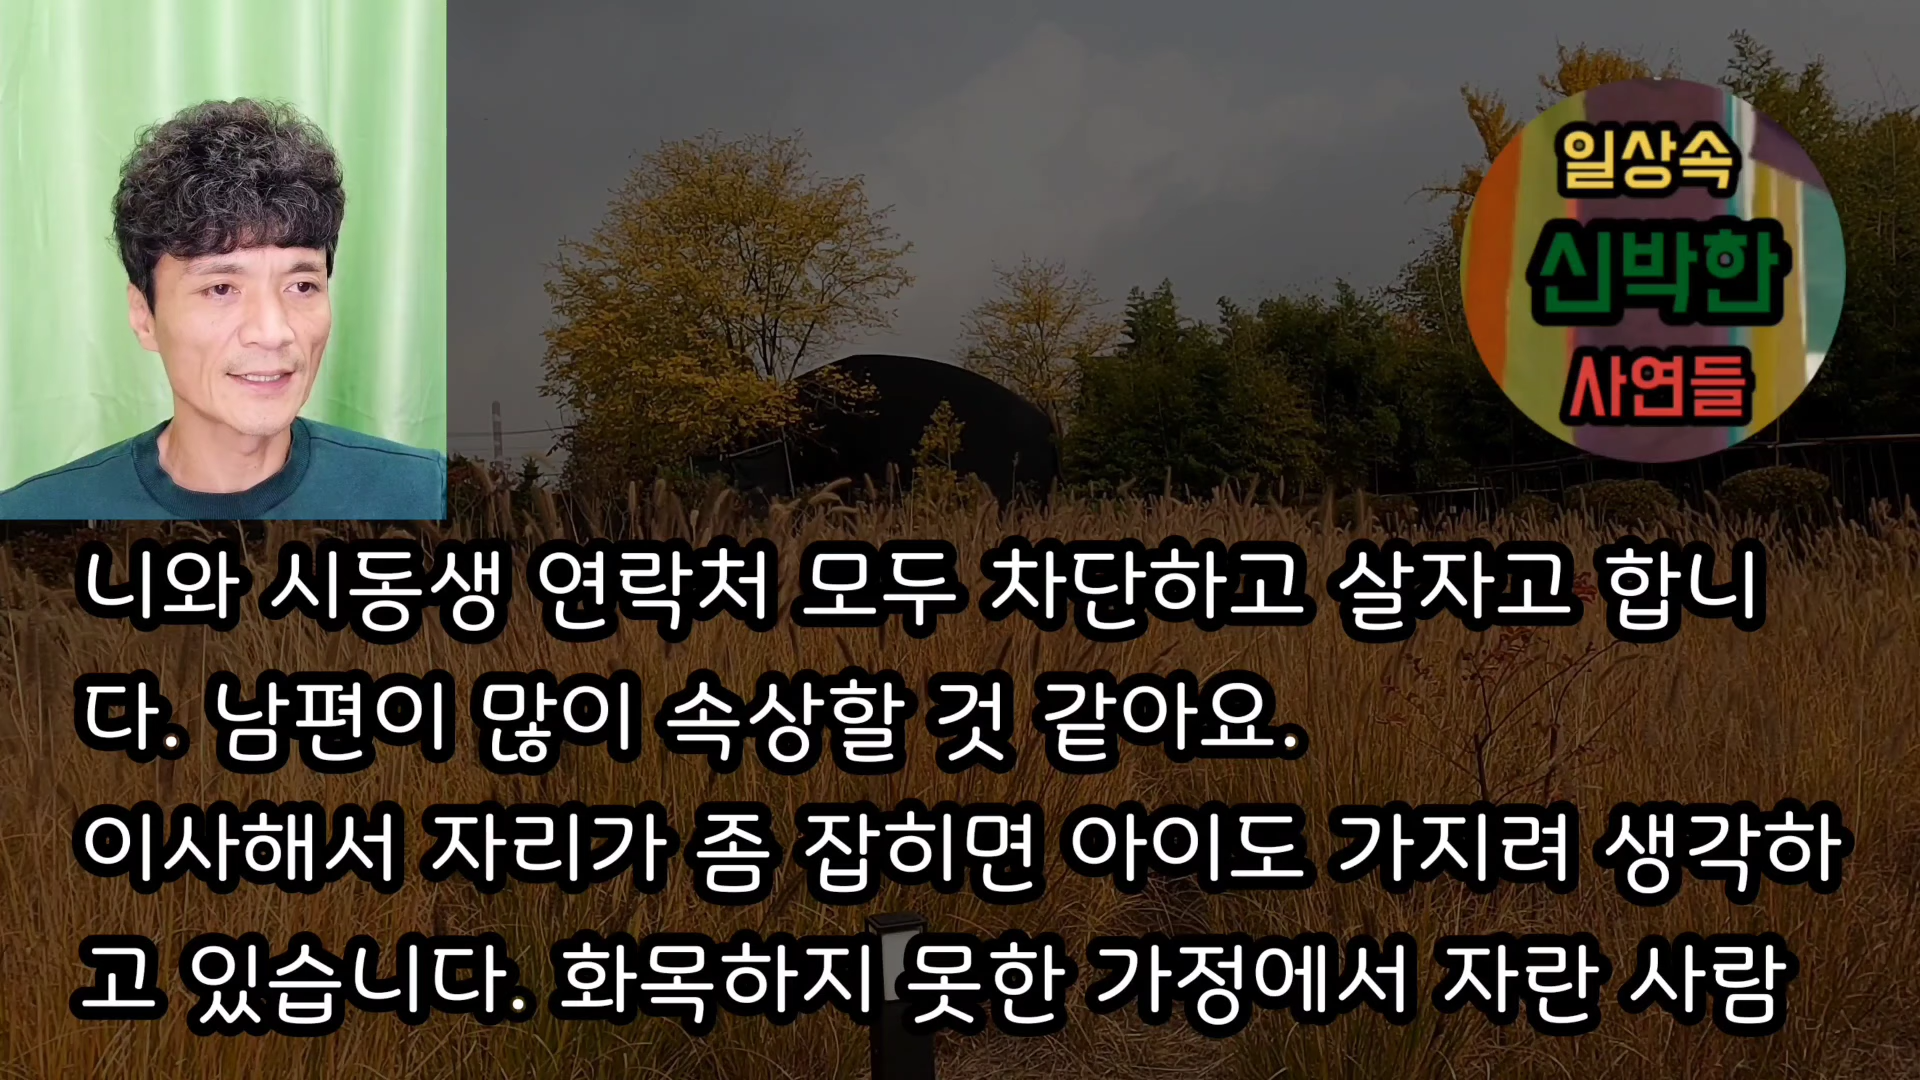 일상속
신박한
사연들
니와 시동생 연락처 모두 차단하고 살자고 합니
다. 남편이 많이 속상할 것 같아요.
이사해서 자리가 좀 잡히면 아이도 가지려 생각하
고 있습니다. 화목하지 못한 가정에서 자란 사람